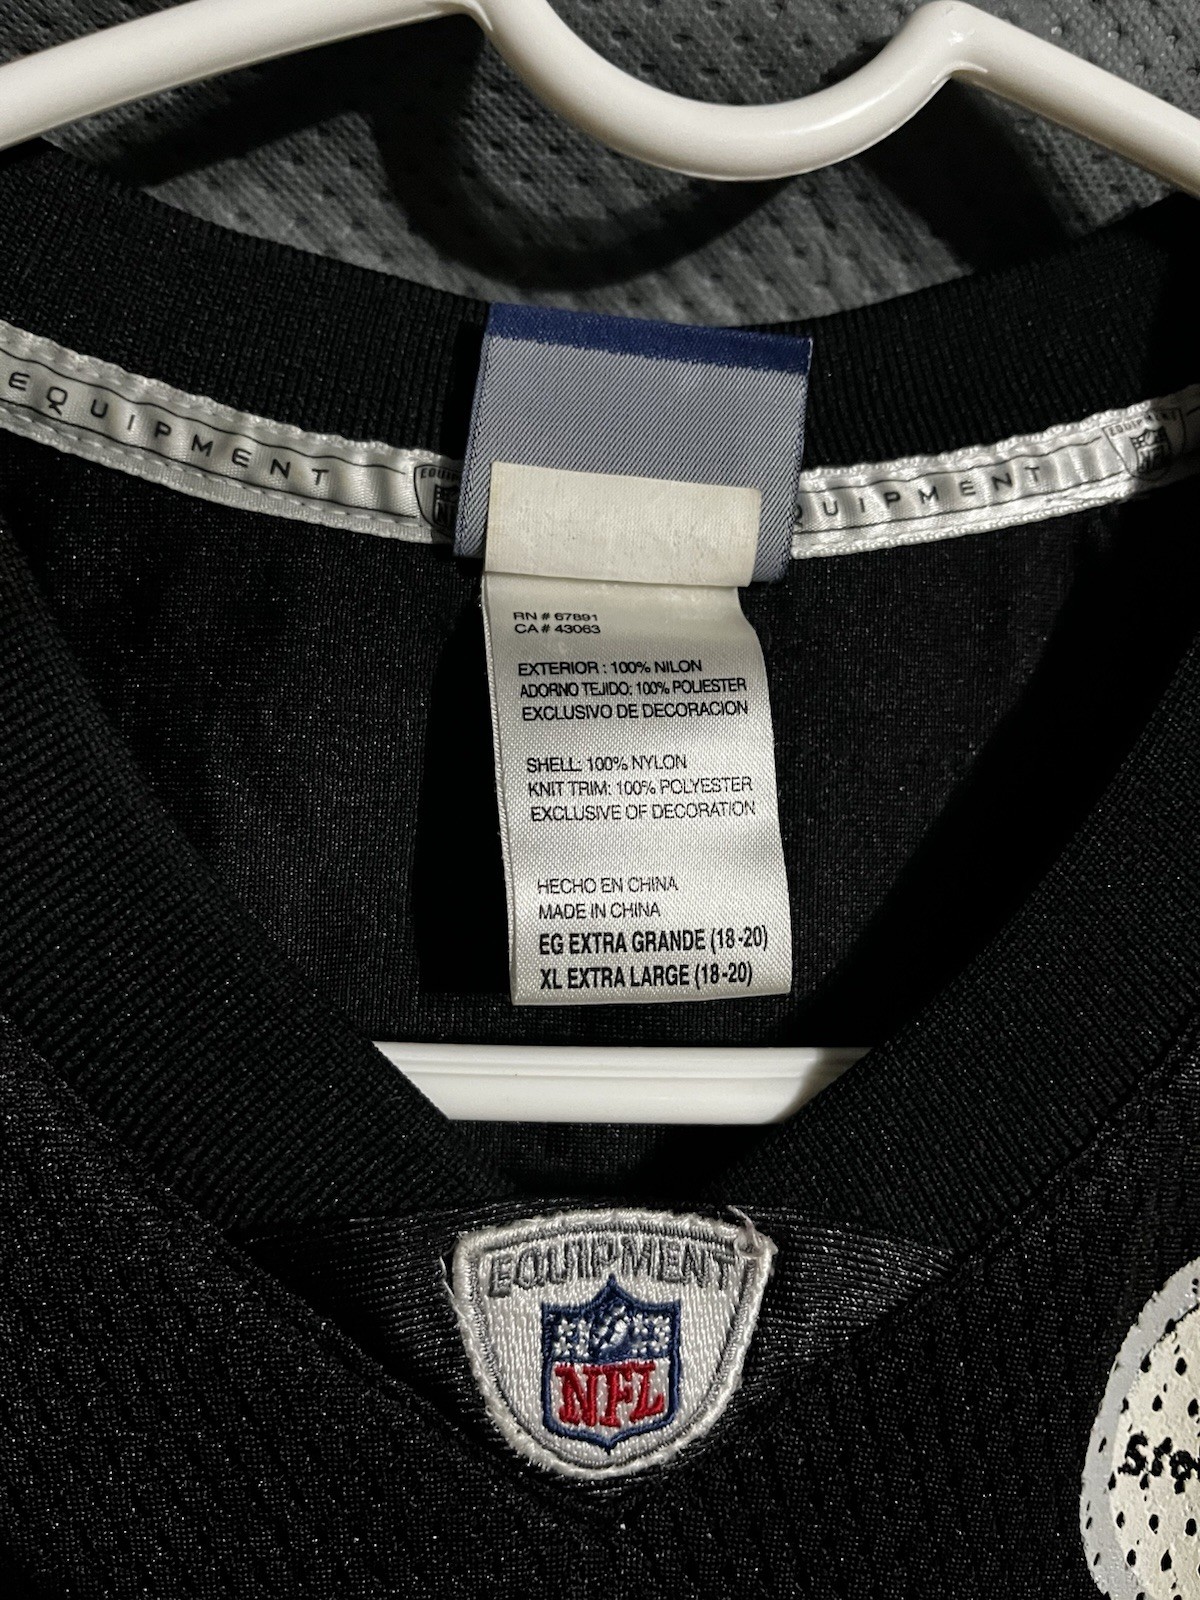 EQUIPMENT
EQUIPMENT
RN # 67891
CA # 43063
EXTERIOR : 100% NILON
ADORNO TEJIDO: 100% POLIESTER
EXCLUSIVO DE DECORACION
SHELL: 100% NYLON
KNIT TRIM: 100% POLYESTER
EXCLUSIVE OF DECORATION
HECHO EN CHINA
MADE IN CHINA
EG EXTRA GRANDE (18-20)
XL EXTRA LARGE (18-20)
EQUIPMENT
NFL